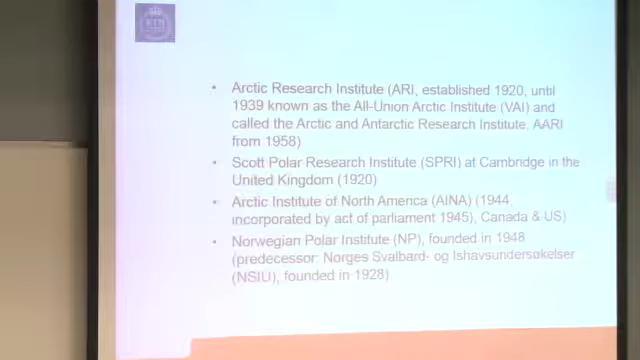 KTH
• Arctic Research Institute (ARI, established 1920, until
1939 known as the All-Union Arctic Institute (VAI) and
called the Arctic and Antarctic Research Institute, AARI
from 1958)
• Scott Polar Research Institute (SPRI) at Cambridge in the
United Kingdom (1920)
• Arctic Institute of North America (AINA) (1944,
incorporated by act of parliament 1945), Canada & US)
• Norwegian Polar Institute (NP), founded in 1948
(predecessor: Norges Svalbard- og Ishavsundersøkelser
(NSIU), founded in 1928)